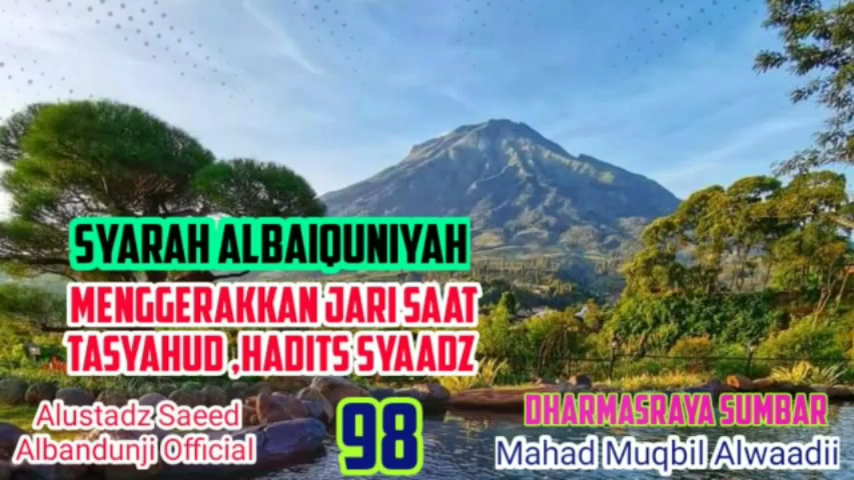 SYARAH ALBAIQUNIYAH
MENGGERAKKAN JARI SAAT
TASYAHUD ,HADITS SYAADZ
Alustadz Saeed
Albandunji Official
98
DHARMASRAYA SUMBAR
Mahad Muqbil Alwaadii